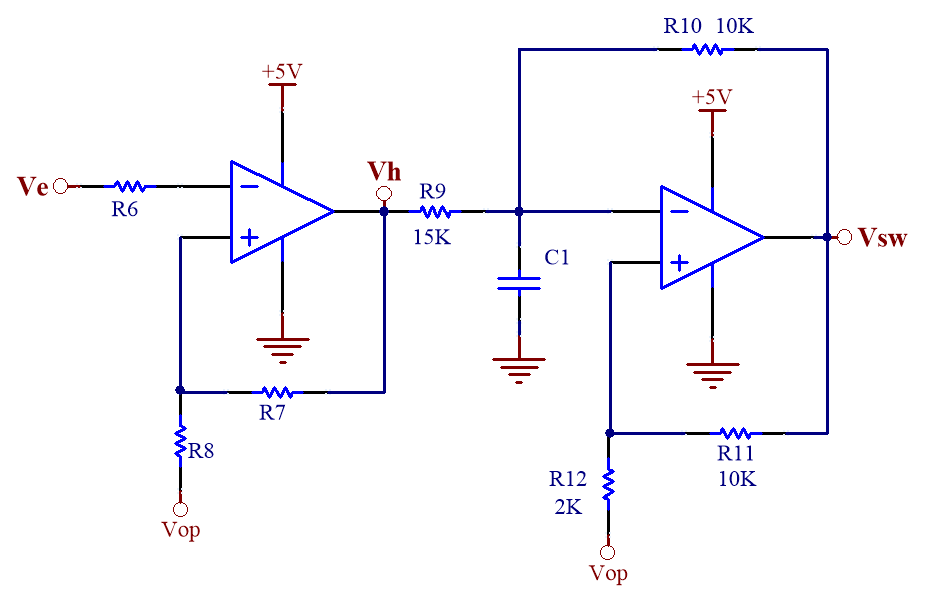 R10 10K
+5V
+5V
Vh
Ve
R9
R6
15K
Vsw
C1
R7
R8
R11
R12
10K
2K
Vop
Vop